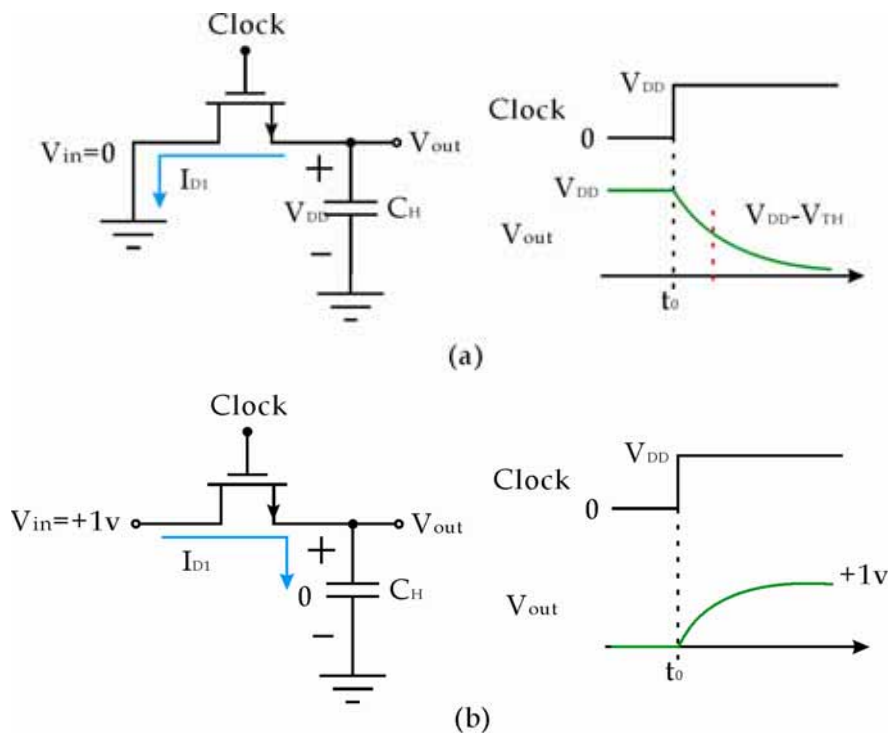 Clock
Vin=0
ID1
+
VDD
−
CH
Vout
Clock
VDD
0
VDD
Vout
VDD-VTH
t0
(a)
Clock
Vin=+1v
ID1
+
0
−
CH
Vout
Clock
VDD
0
Vout
+1v
t0
(b)